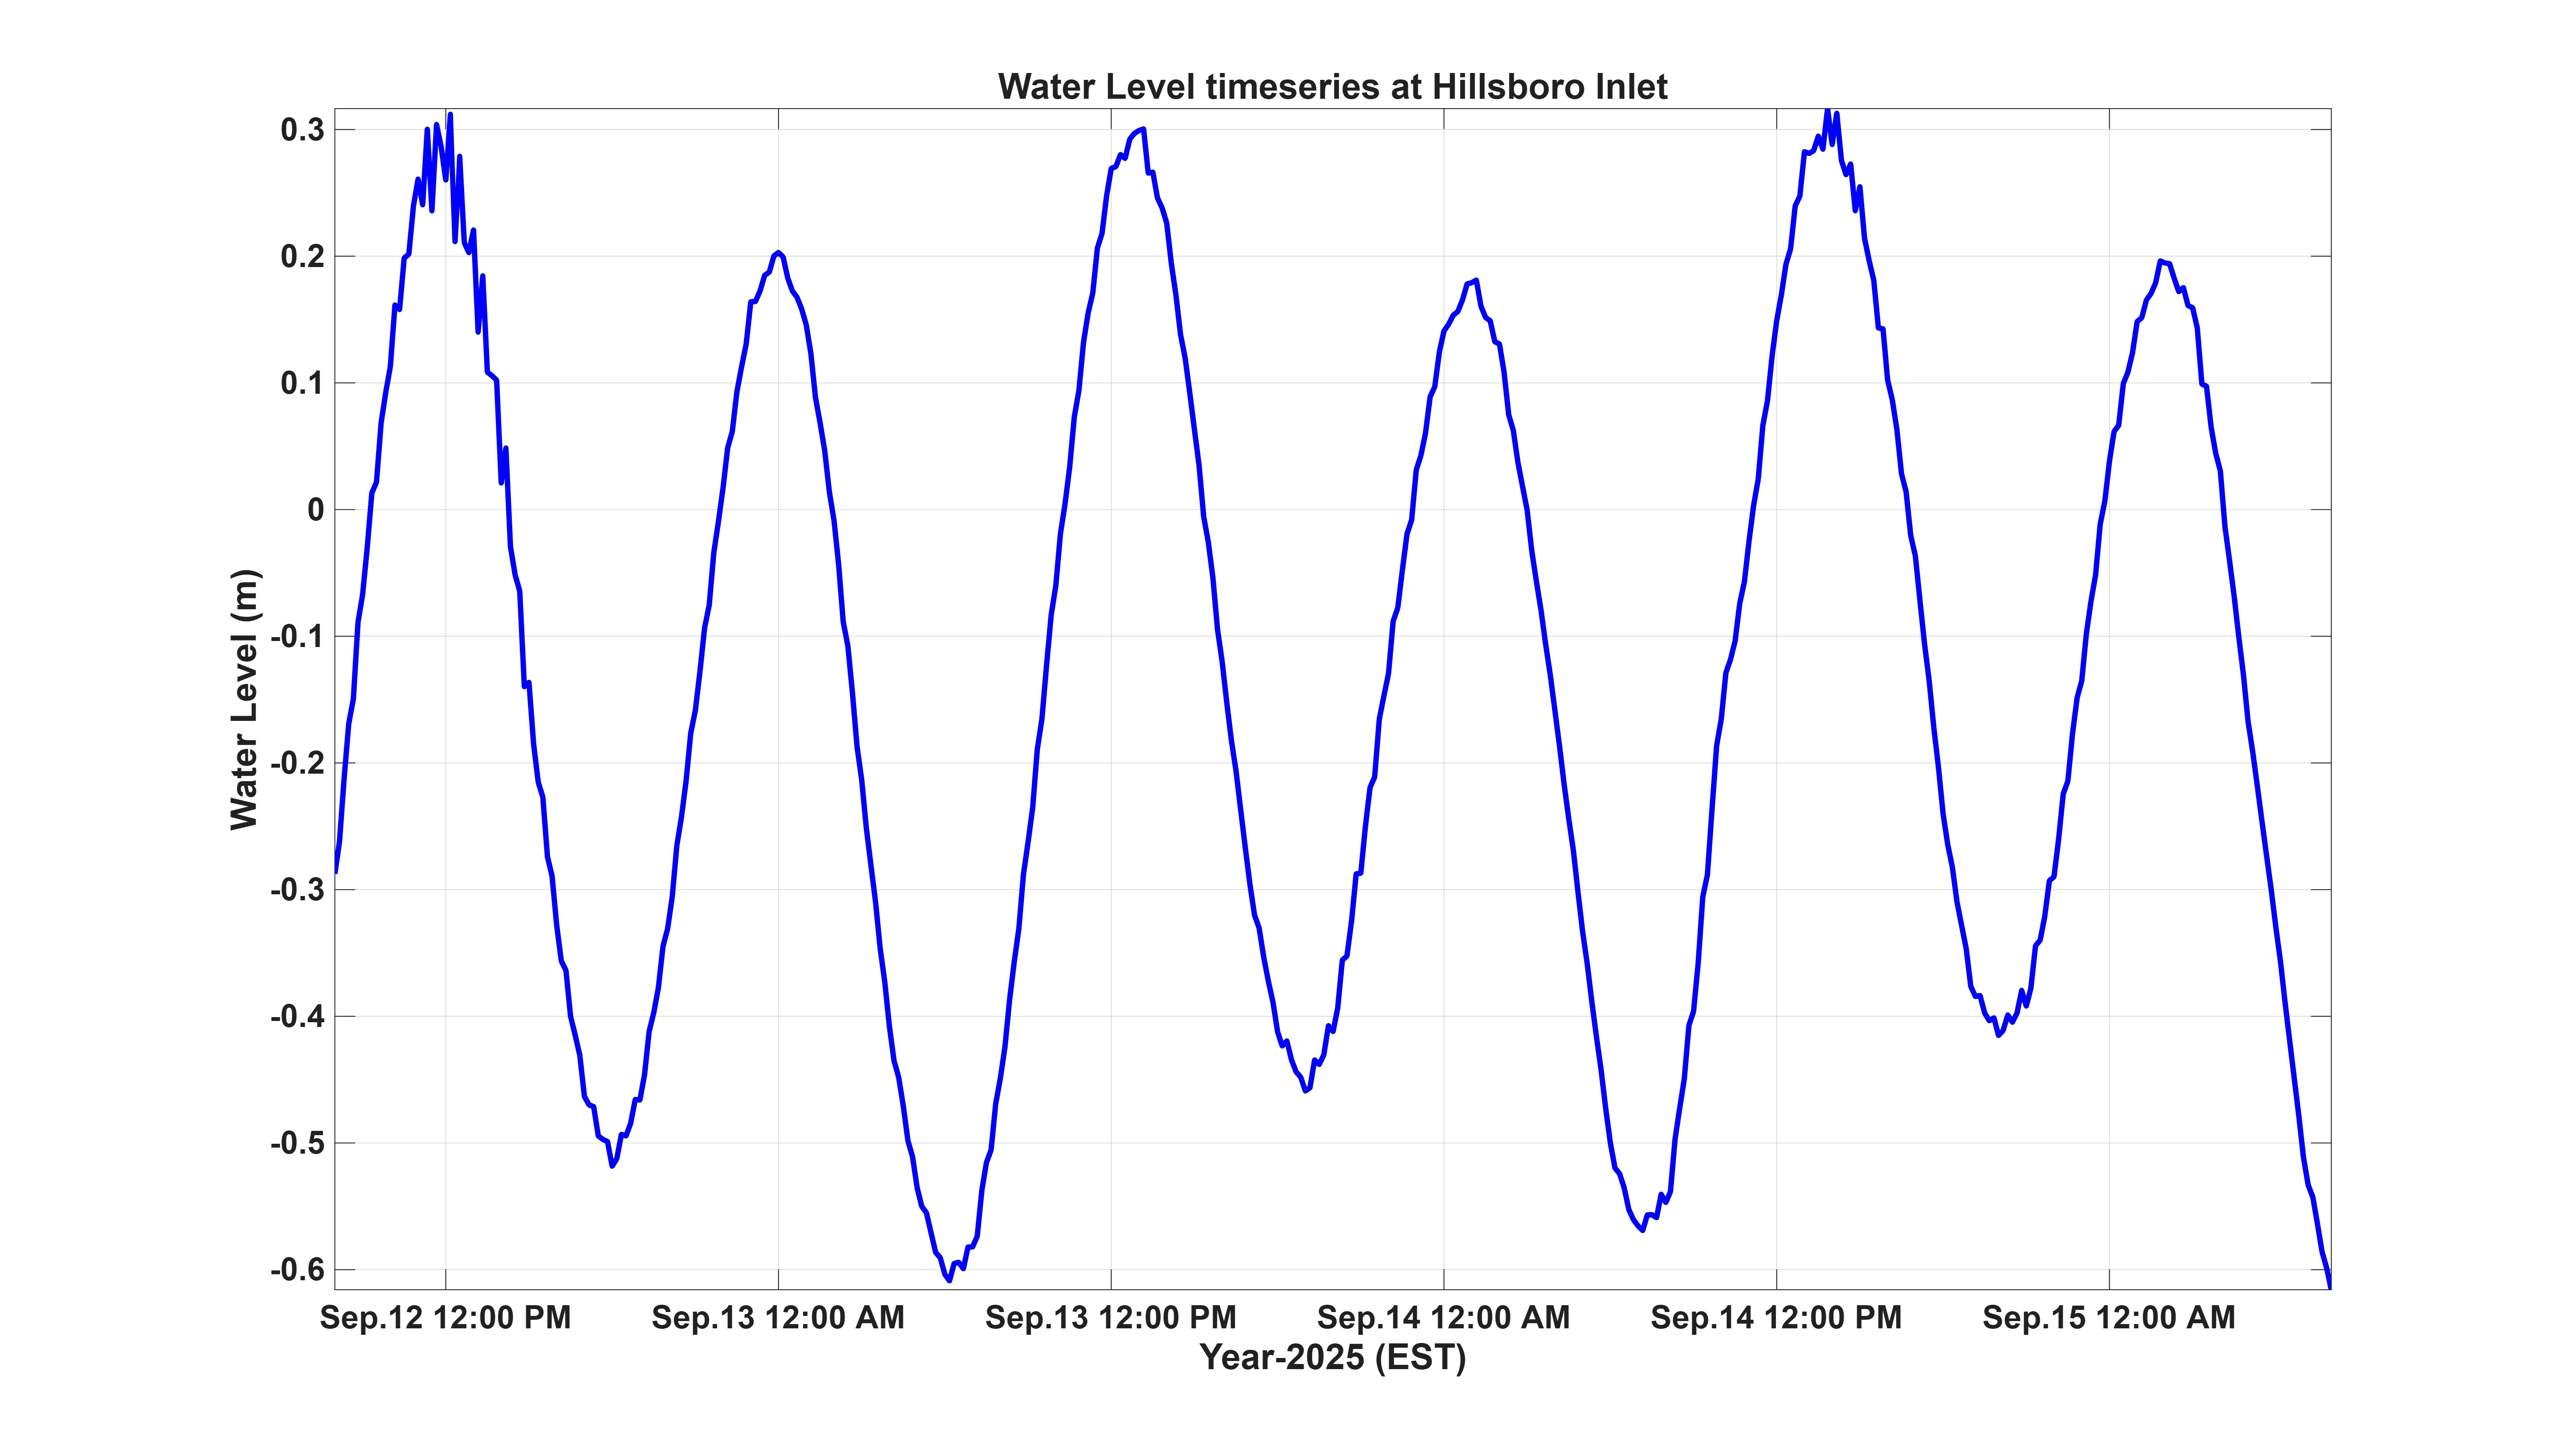 Water Level timeseries at Hillsboro Inlet
0.3
0.2
0.1
0
-0.1
-0.2
-0.3
-0.4
-0.5
-0.6
Water Level (m)
Sep.12 12:00 PM Sep.13 12:00 AM Sep.13 12:00 PM Sep.14 12:00 AM Sep.14 12:00 PM Sep.15 12:00 AM
Year-2025 (EST)